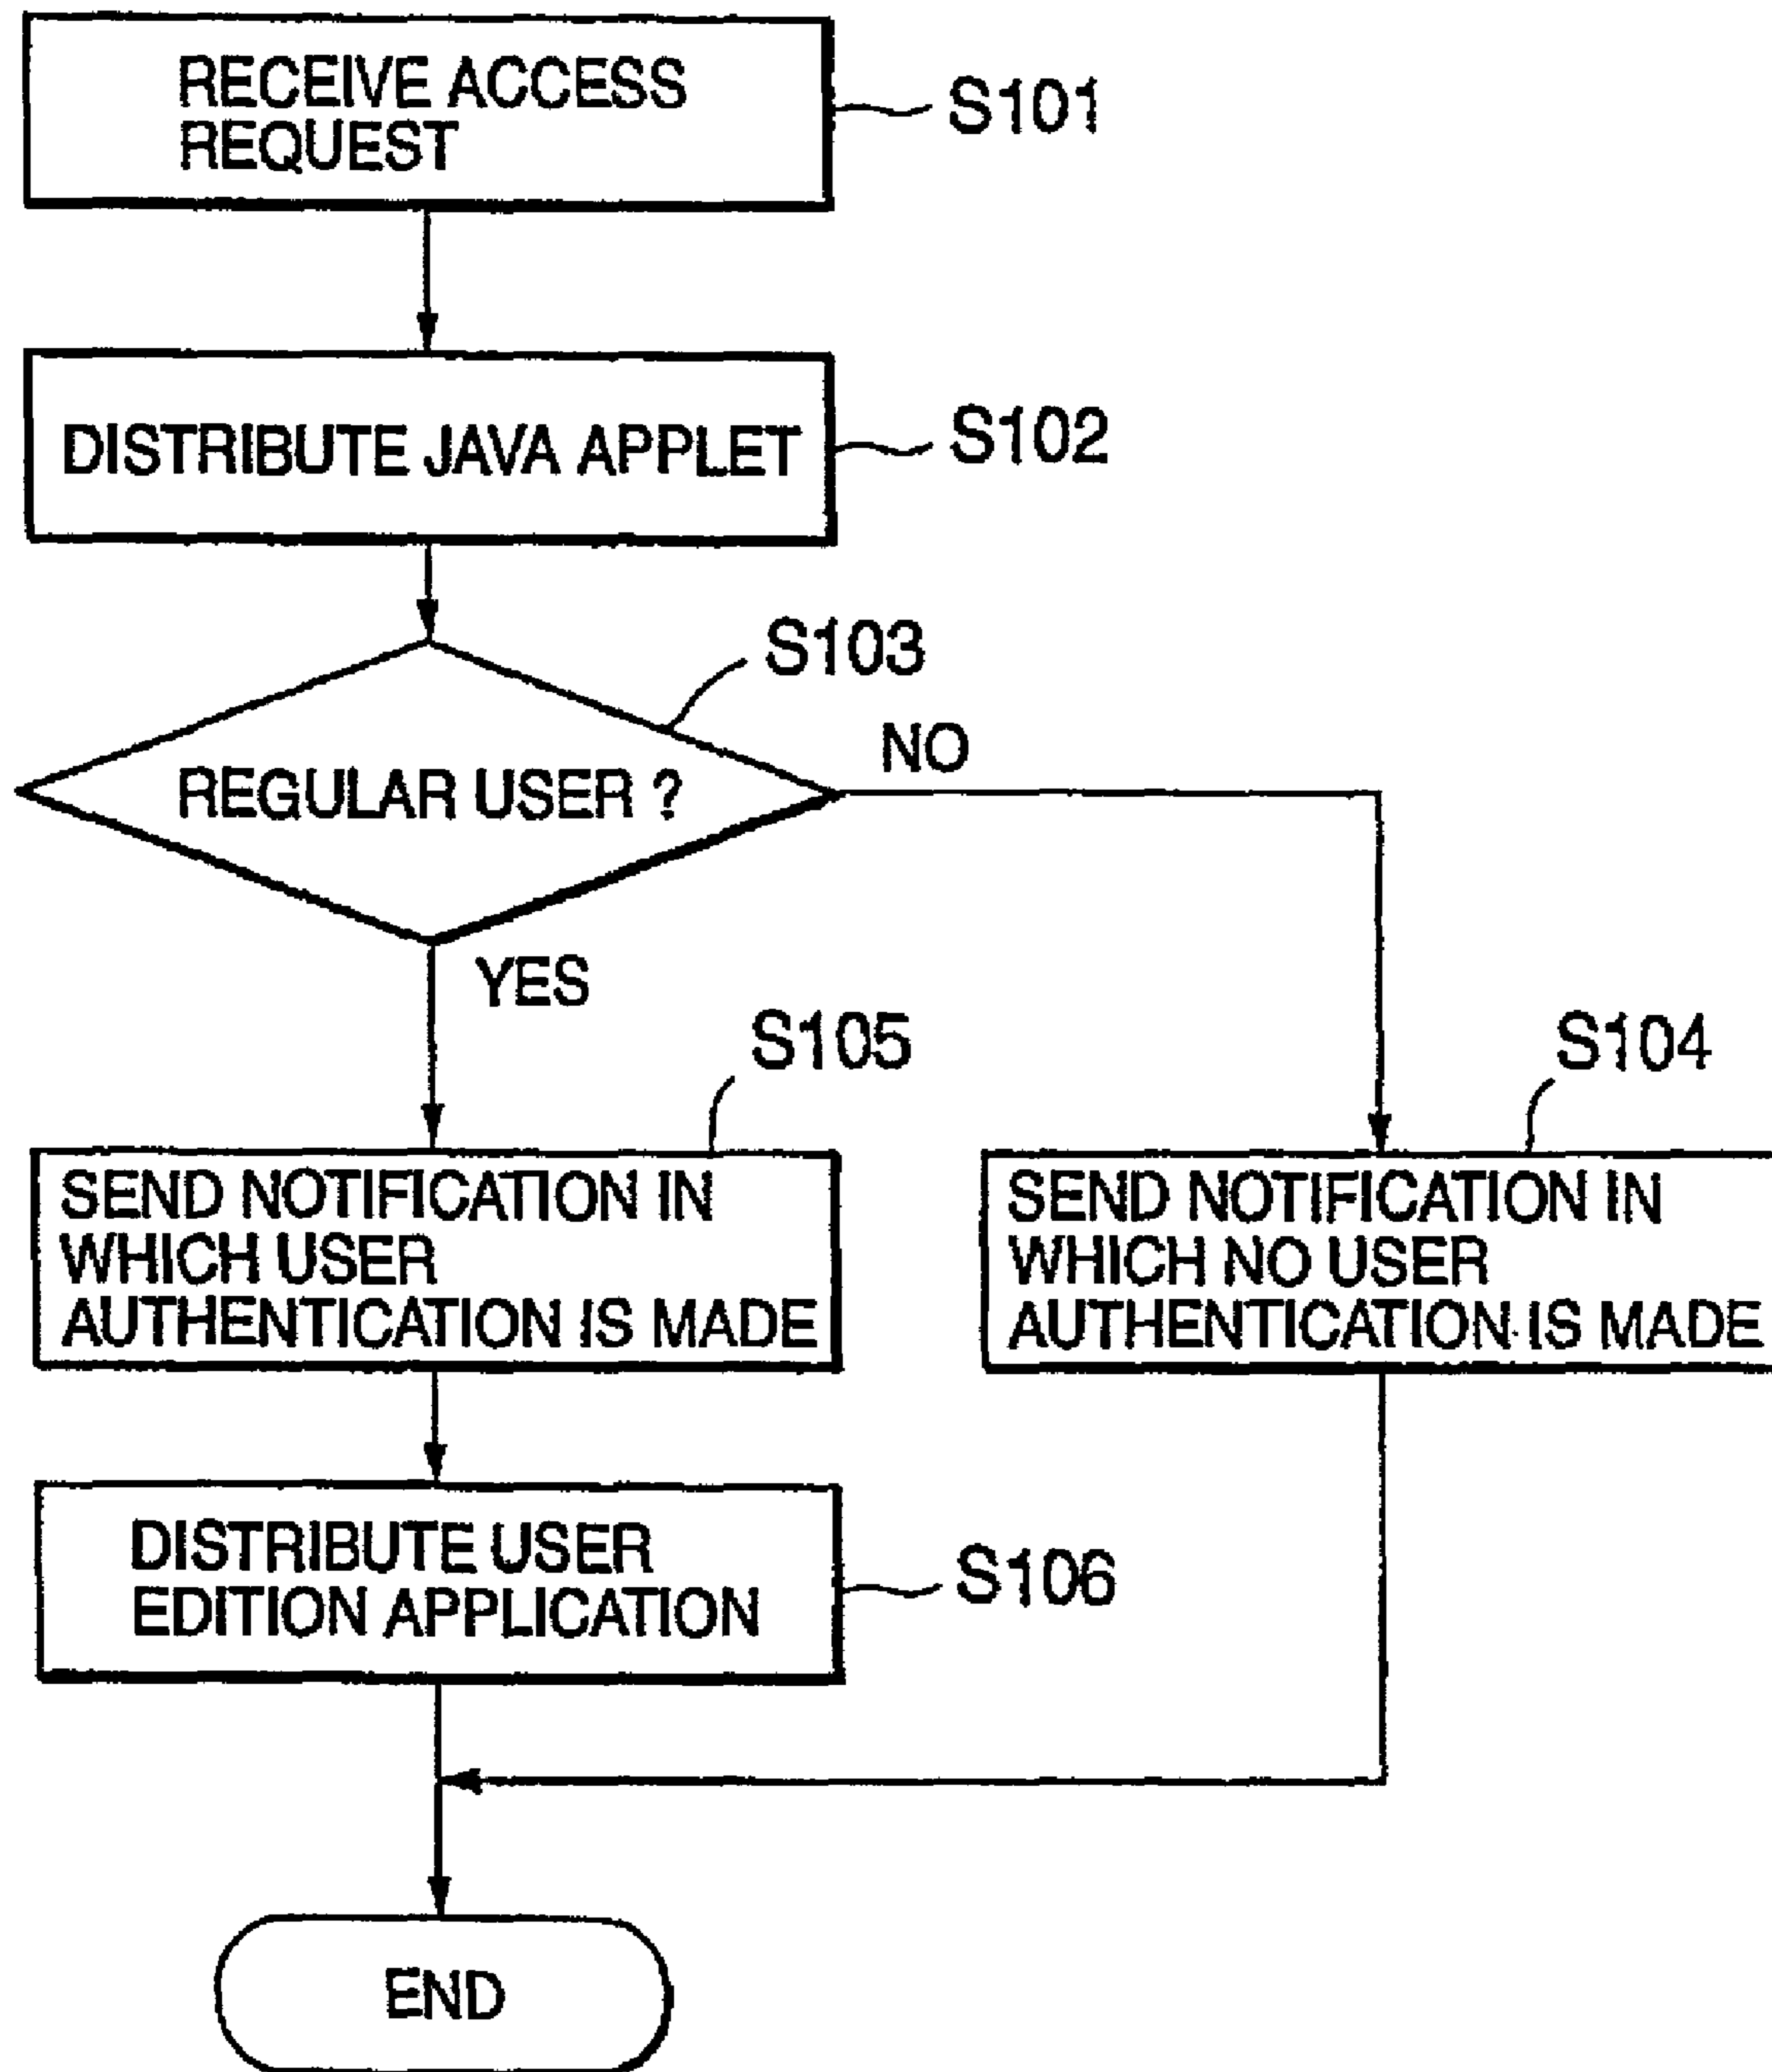 RECEIVE ACCESS
REQUEST
S101
DISTRIBUTE JAVA APPLET
S102
S103
REGULAR USER ?
NO
YES
S105
SEND NOTIFICATION IN
WHICH USER
AUTHENTICATION IS MADE
S104
SEND NOTIFICATION IN
WHICH NO USER
AUTHENTICATION IS MADE
DISTRIBUTE USER
EDITION APPLICATION
S106
END